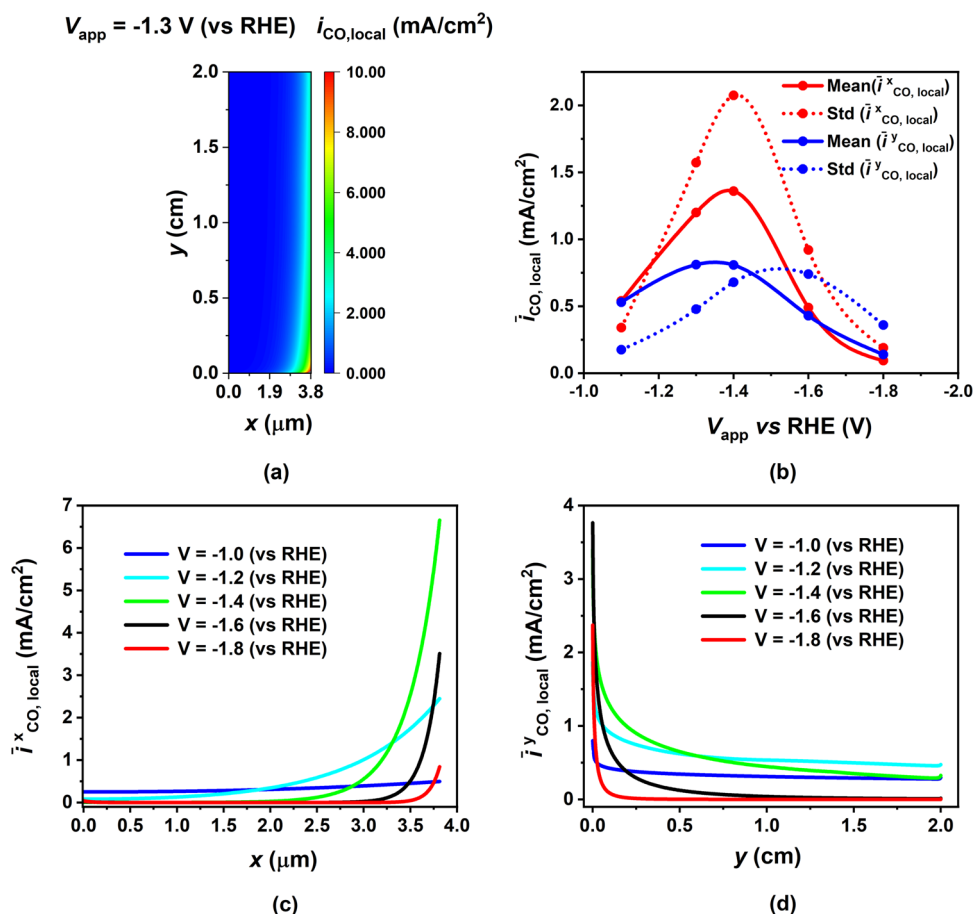 V_app = -1.3 V (vs RHE) i_CO,local (mA/cm²)
y (cm)
2.0
1.5
1.0
0.5
0.0
0.0 1.9 3.8
x (μm)
10.00
8.000
6.000
4.000
2.000
0.000
(a)
ī_CO, local (mA/cm²)
2.0
1.5
1.0
0.5
0.0
Mean(ī ˣ_CO, local)
Std (ī ˣ_CO, local)
Mean (ī ʸ_CO, local)
Std (ī ʸ_CO, local)
-1.0 -1.2 -1.4 -1.6 -1.8 -2.0
V_app vs RHE (V)
(b)
ī ˣ_CO, local (mA/cm²)
7
6
5
4
3
2
1
0
V = -1.0 (vs RHE)
V = -1.2 (vs RHE)
V = -1.4 (vs RHE)
V = -1.6 (vs RHE)
V = -1.8 (vs RHE)
0.0 0.5 1.0 1.5 2.0 2.5 3.0 3.5 4.0
x (μm)
(c)
ī ʸ_CO, local (mA/cm²)
4
3
2
1
0
V = -1.0 (vs RHE)
V = -1.2 (vs RHE)
V = -1.4 (vs RHE)
V = -1.6 (vs RHE)
V = -1.8 (vs RHE)
0.0 0.5 1.0 1.5 2.0
y (cm)
(d)